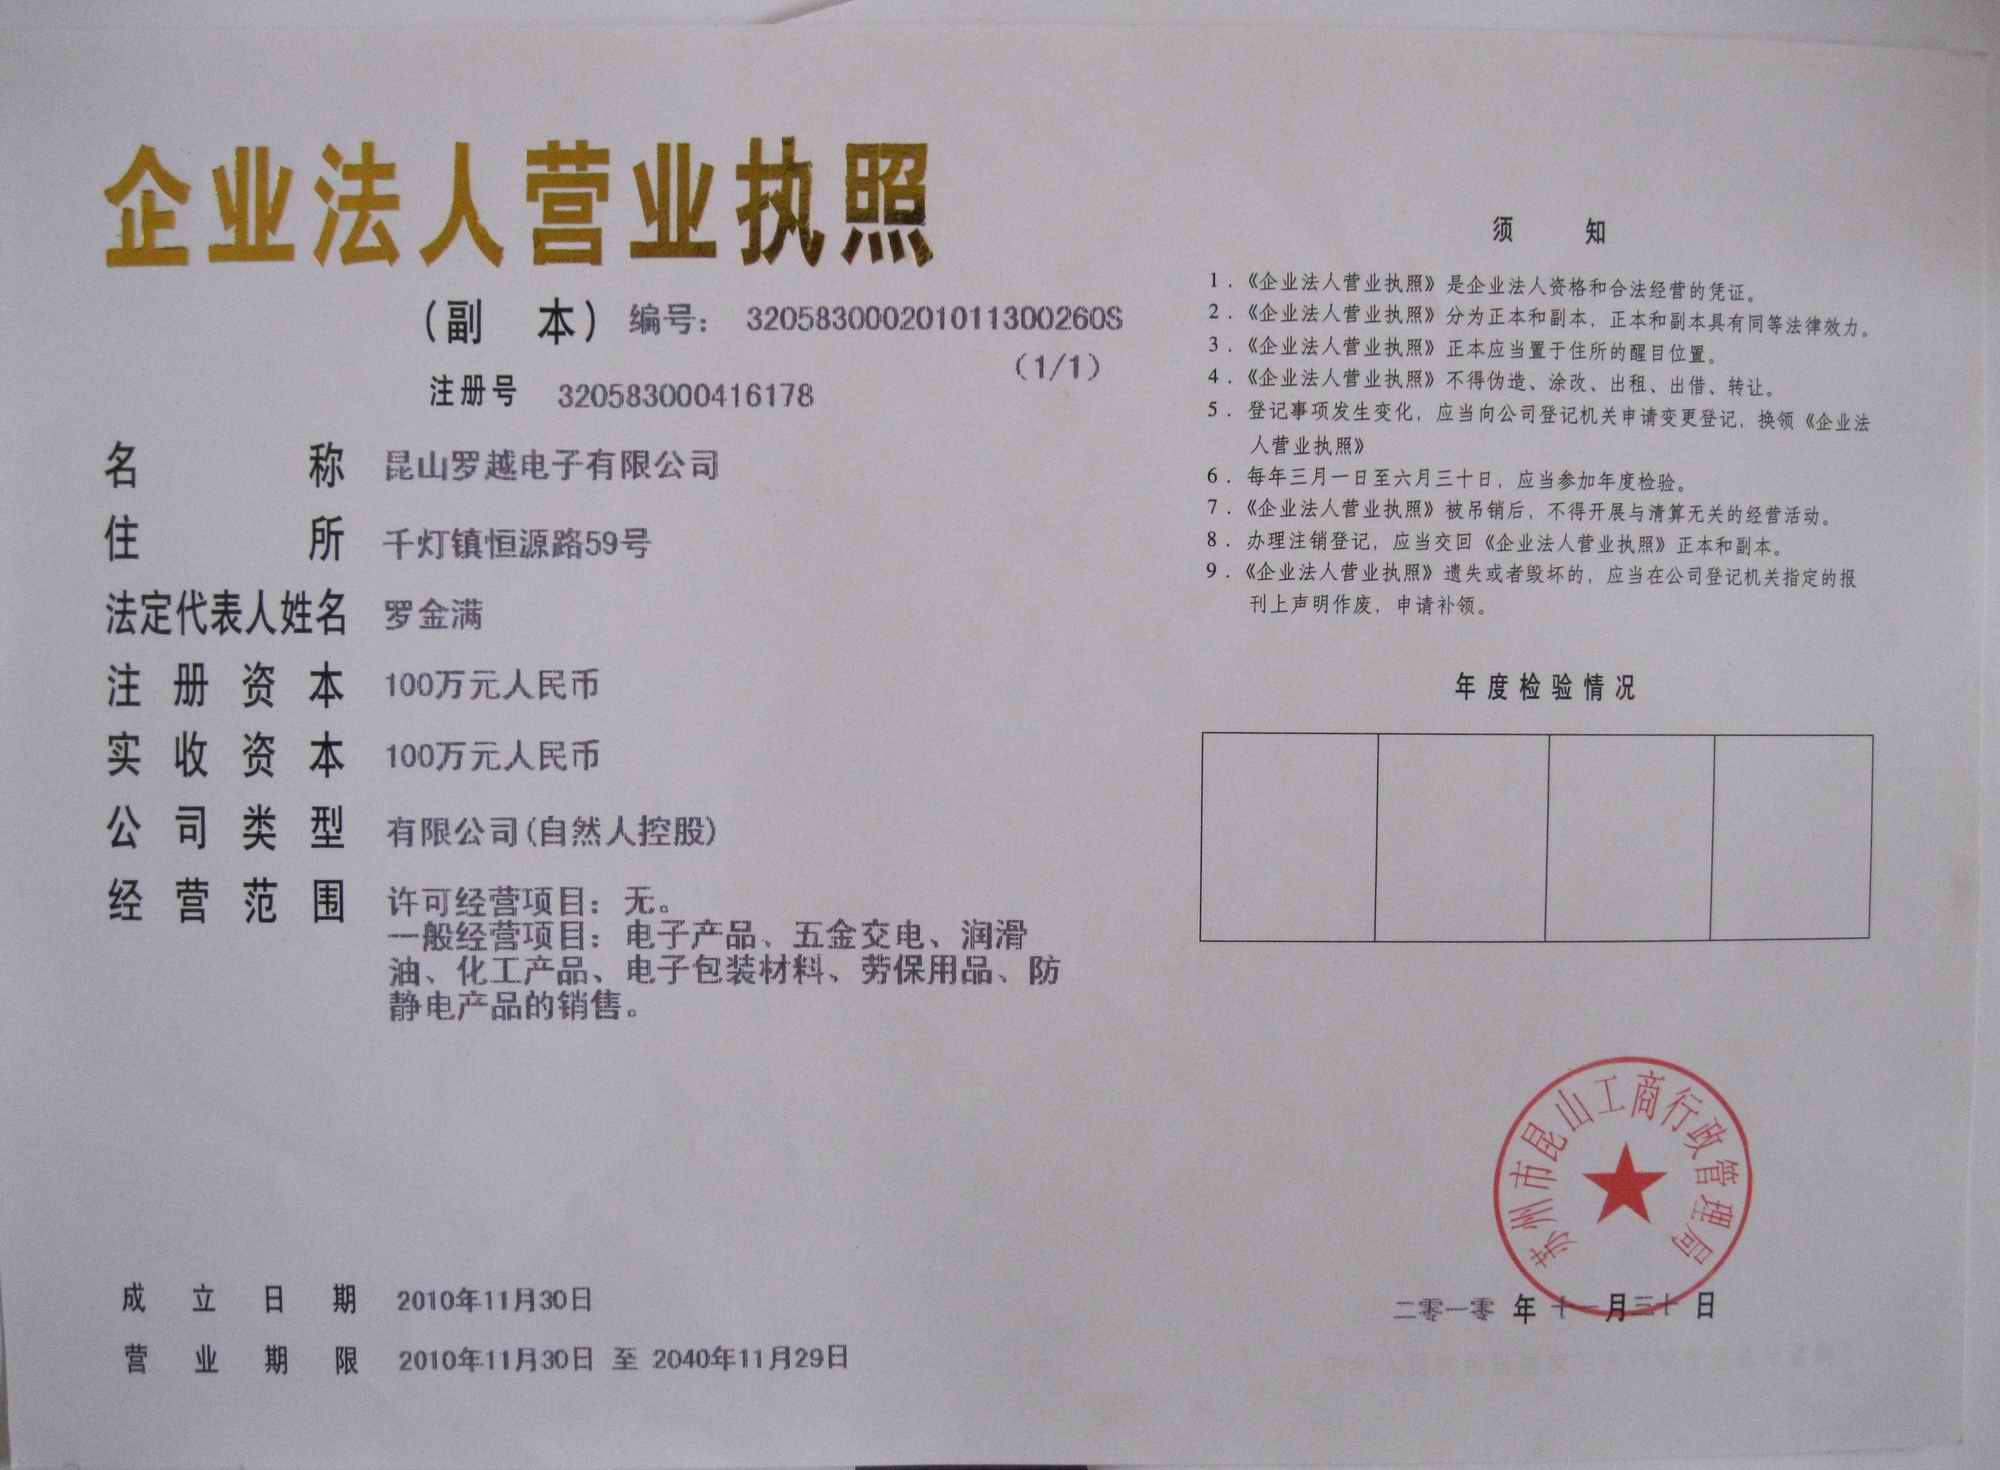 企业法人营业执照
（副 本）编号： 320583000201011300260S
（1/1）
注册号 320583000416178
名称 昆山罗越电子有限公司
住所 千灯镇恒源路59号
法定代表人姓名 罗金满
注册资本 100万元人民币
实收资本 100万元人民币
公司类型 有限公司(自然人控股)
经营范围 许可经营项目：无。
一般经营项目：电子产品、五金交电、润滑
油、化工产品、电子包装材料、劳保用品、防
静电产品的销售。
成立日期 2010年11月30日
营业期限 2010年11月30日 至 2040年11月29日
须 知
1．《企业法人营业执照》是企业法人资格和合法经营的凭证。
2．《企业法人营业执照》分为正本和副本，正本和副本具有同等法律效力。
3．《企业法人营业执照》正本应当置于住所的醒目位置。
4．《企业法人营业执照》不得伪造、涂改、出租、出借、转让。
5．登记事项发生变化，应当向公司登记机关申请变更登记，换领《企业法
人营业执照》
6．每年三月一日至六月三十日，应当参加年度检验。
7．《企业法人营业执照》被吊销后，不得开展与清算无关的经营活动。
8．办理注销登记，应当交回《企业法人营业执照》正本和副本。
9．《企业法人营业执照》遗失或者毁坏的，应当在公司登记机关指定的报
刊上声明作废，申请补领。
年度检验情况
苏州市昆山工商行政管理局
二零一零 年 十一月三十 日